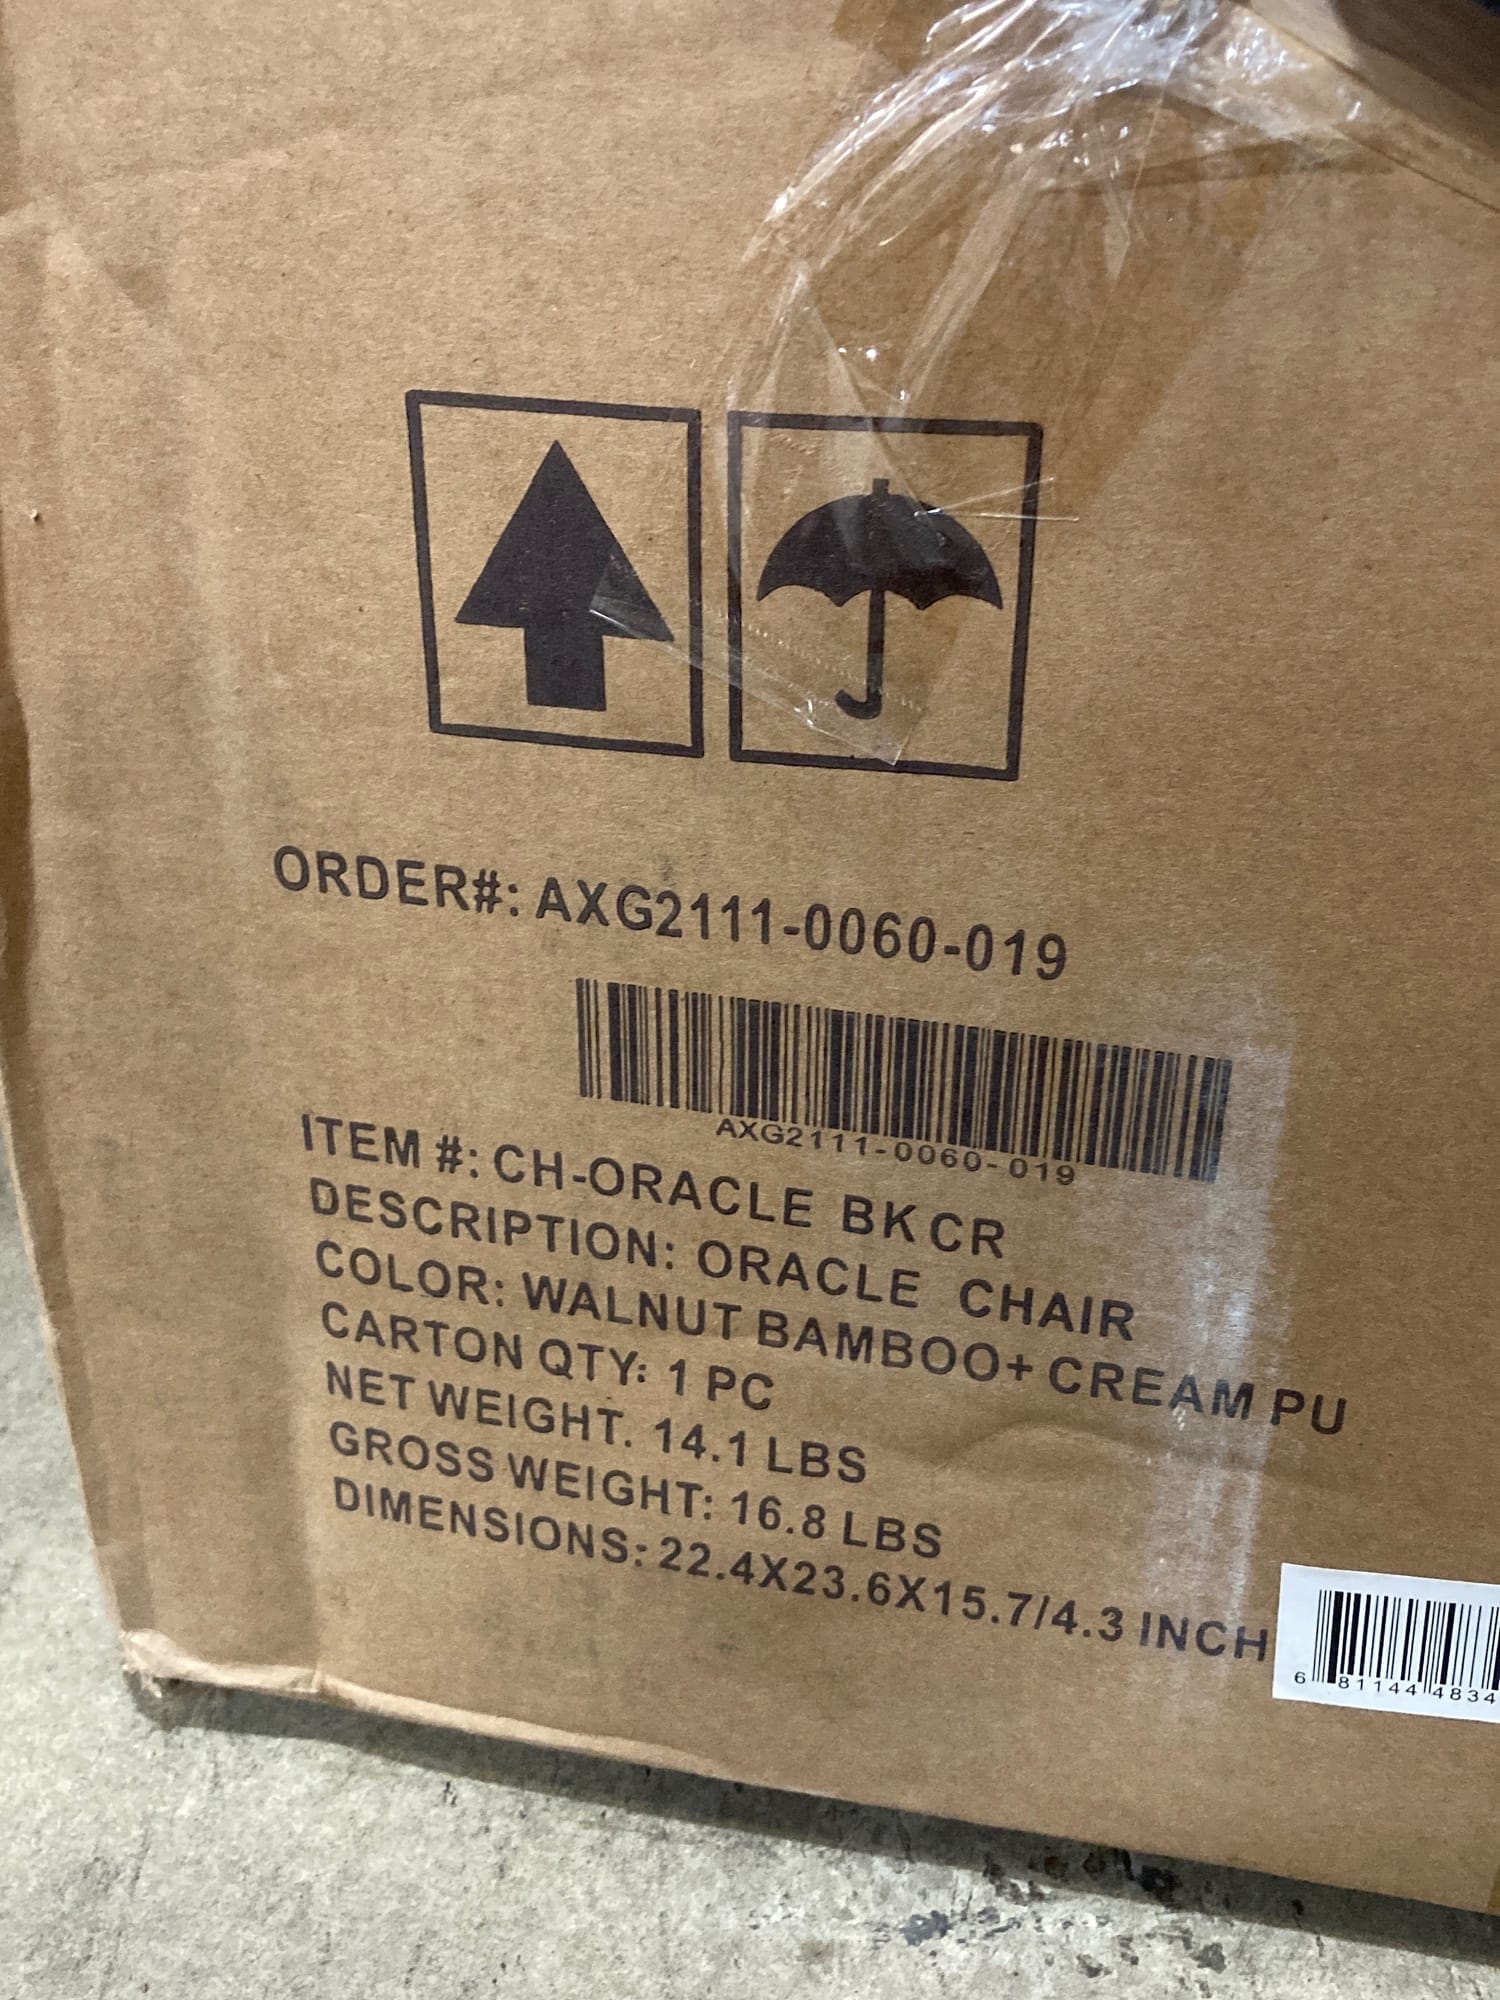 ORDER#: AXG2111-0060-019
AXG2111-0060-019
ITEM #: CH-ORACLE BK CR
DESCRIPTION: ORACLE CHAIR
COLOR: WALNUT BAMBOO+ CREAM PU
CARTON QTY: 1 PC
NET WEIGHT. 14.1 LBS
GROSS WEIGHT: 16.8 LBS
DIMENSIONS: 22.4X23.6X15.7/4.3 INCH
6 81144 4834